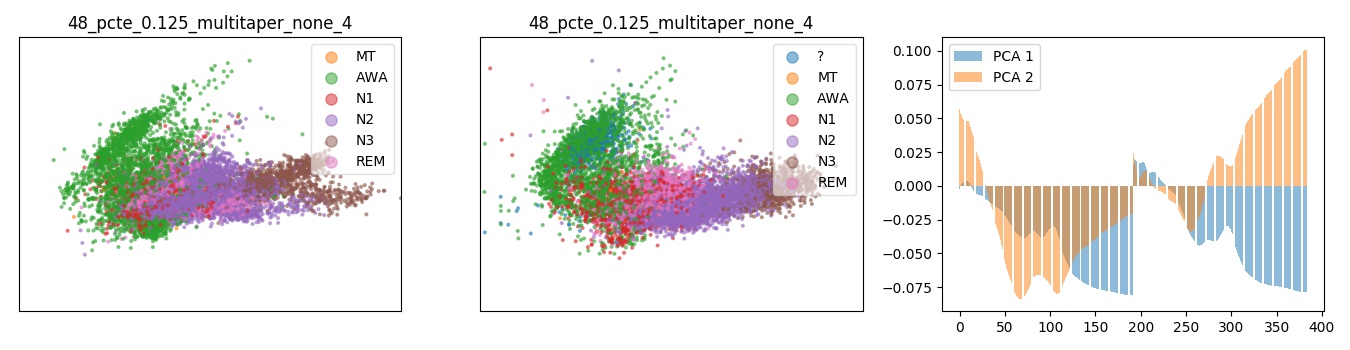 48_pcte_0.125_multitaper_none_4
MT
AWA
N1
N2
N3
REM
48_pcte_0.125_multitaper_none_4
?
MT
AWA
N1
N2
N3
REM
PCA 1
PCA 2
0.100
0.075
0.050
0.025
0.000
−0.025
−0.050
−0.075
0 50 100 150 200 250 300 350 400